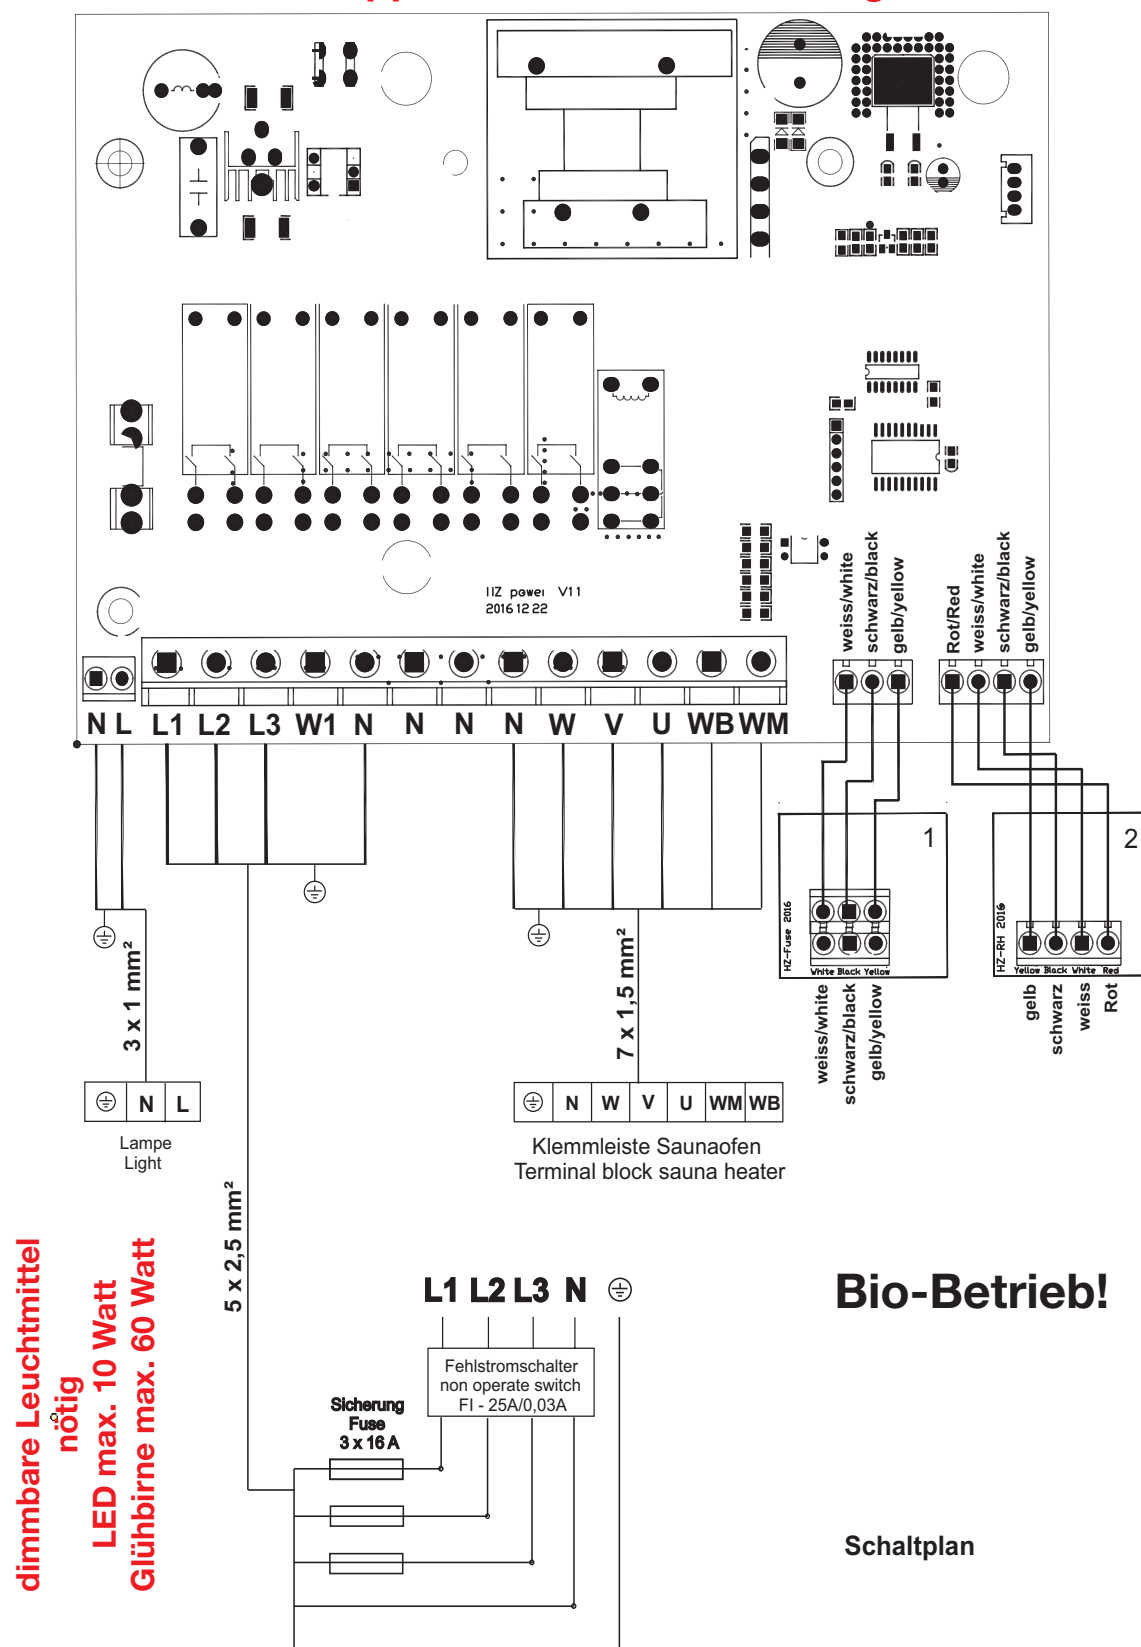 IIZ power V11
2016 12 22
weiss/white
schwarz/black
gelb/yellow
Rot/Red
weiss/white
schwarz/black
gelb/yellow
N L L1 L2 L3 W1 N N N N W V U WB WM
1
2
HZ-Fuse 2016
White Black Yellow
HZ-RH 2016
Yellow Black White Red
weiss/white
schwarz/black
gelb/yellow
gelb
schwarz
weiss
Rot
3 x 1 mm²
7 x 1,5 mm²
N L
Lampe
Light
N W V U WM WB
Klemmleiste Saunaofen
Terminal block sauna heater
5 x 2,5 mm²
dimmbare Leuchtmittel
nötig
LED max. 10 Watt
Glühbirne max. 60 Watt
L1 L2 L3 N
Bio-Betrieb!
Fehlstromschalter
non operate switch
FI - 25A/0,03A
Sicherung
Fuse
3 x 16 A
Schaltplan